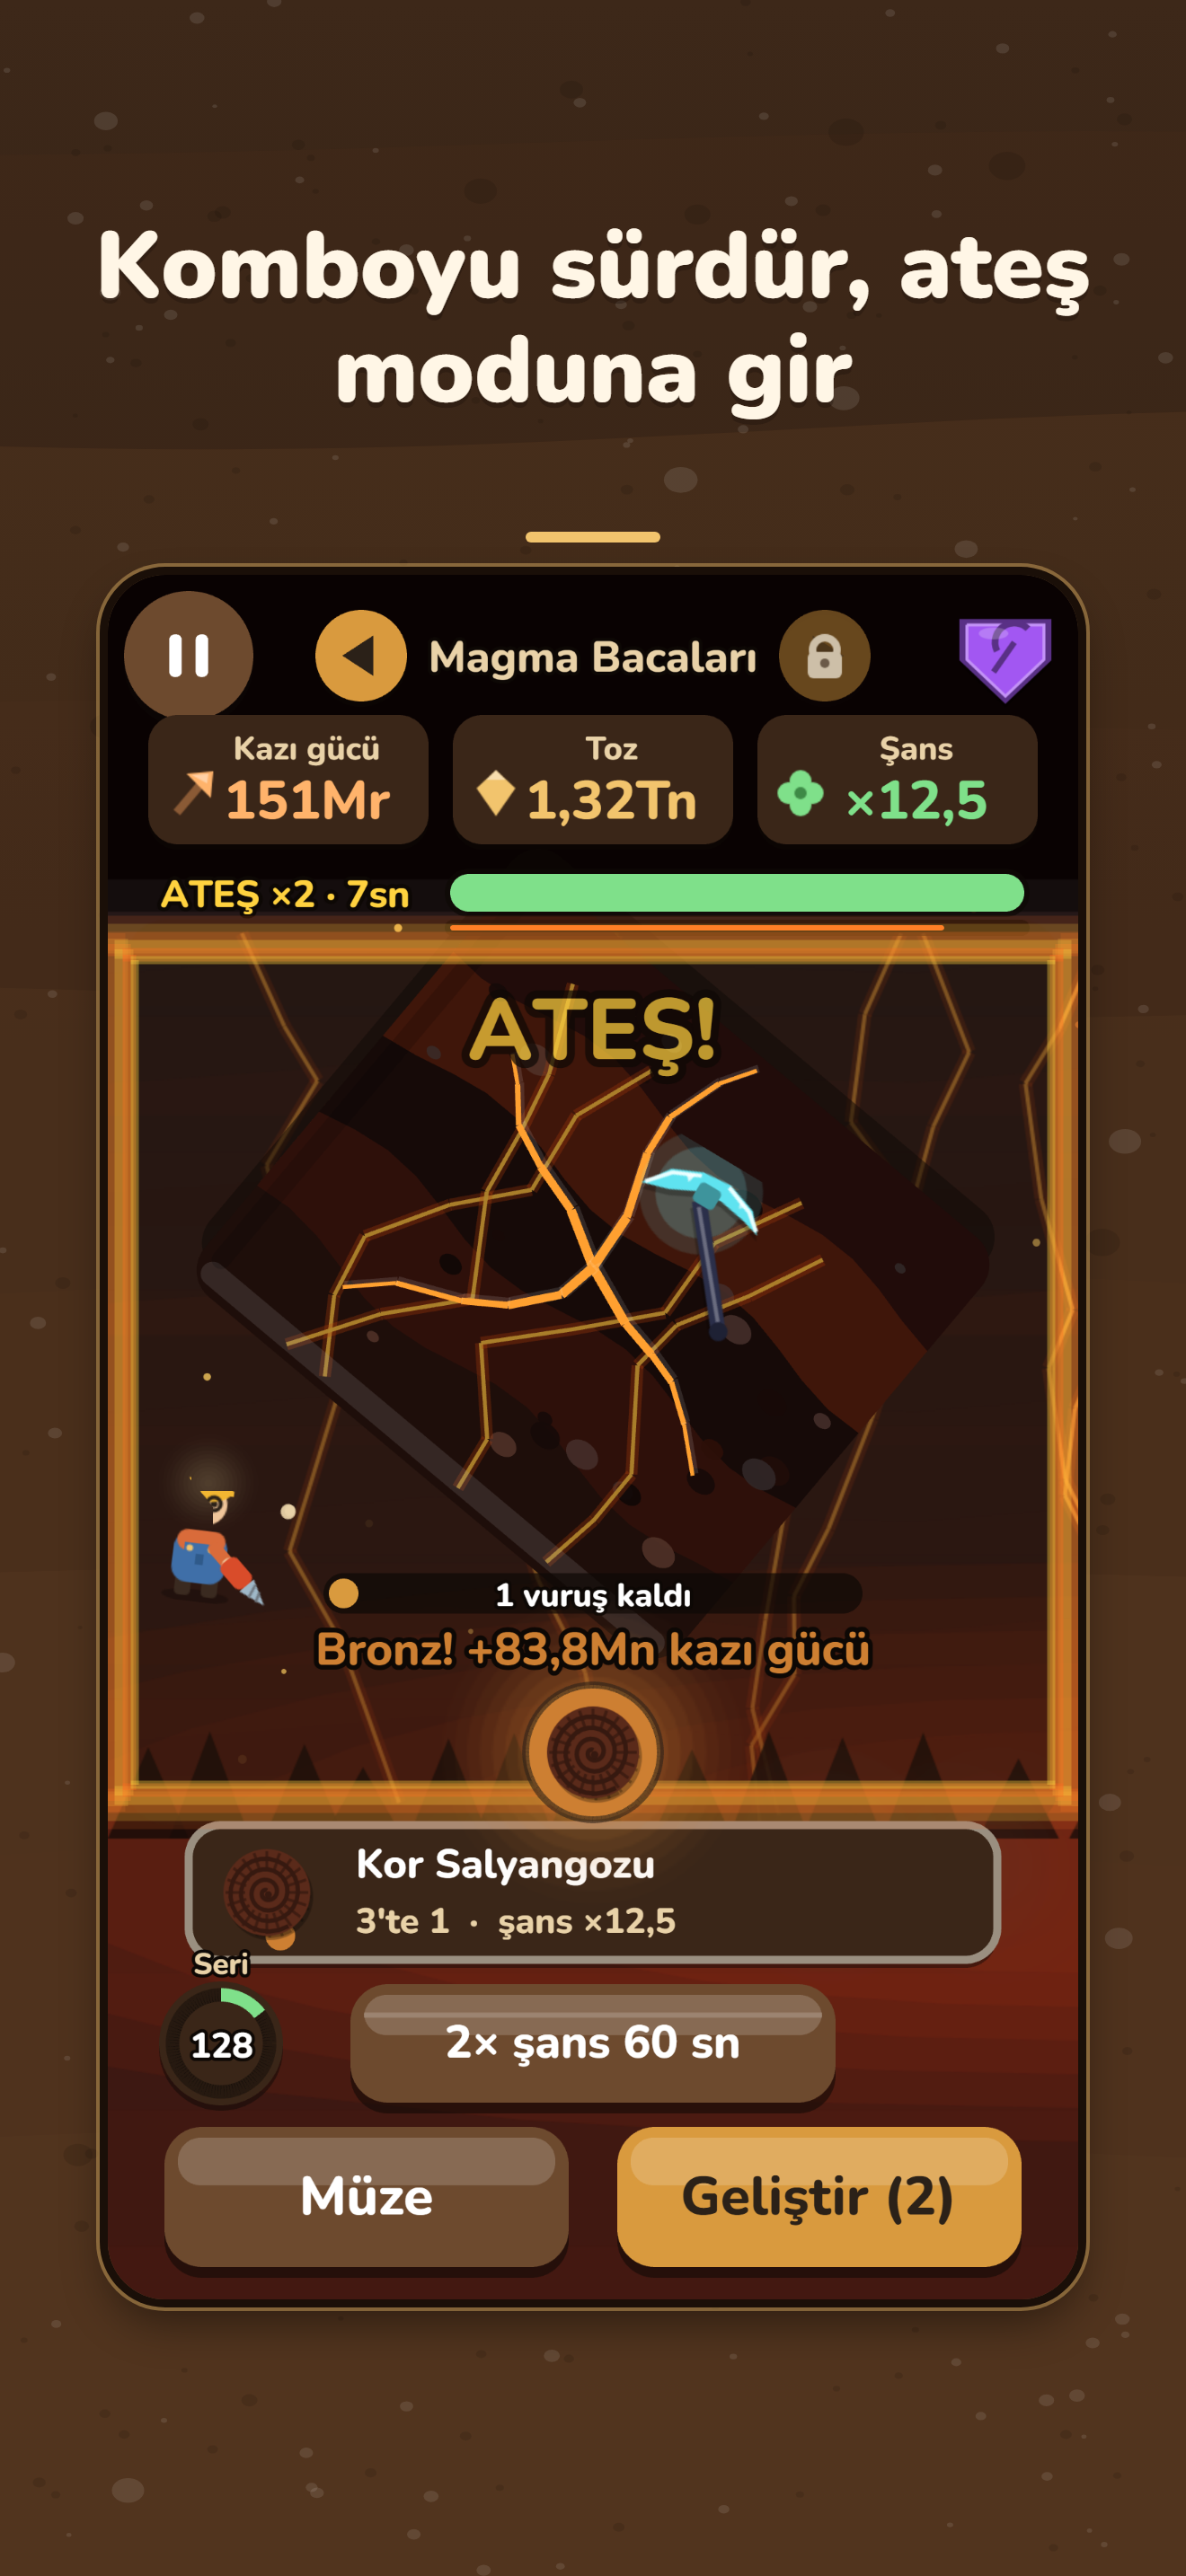 Komboyu sürdür, ateş
moduna gir
Magma Bacaları
Kazı gücü
151Mr
Toz
1,32Tn
Şans
×12,5
ATEŞ ×2 · 7sn
ATEŞ!
1 vuruş kaldı
Bronz! +83,8Mn kazı gücü
Kor Salyangozu
3'te 1 · şans ×12,5
Seri
128
2× şans 60 sn
Müze
Geliştir (2)